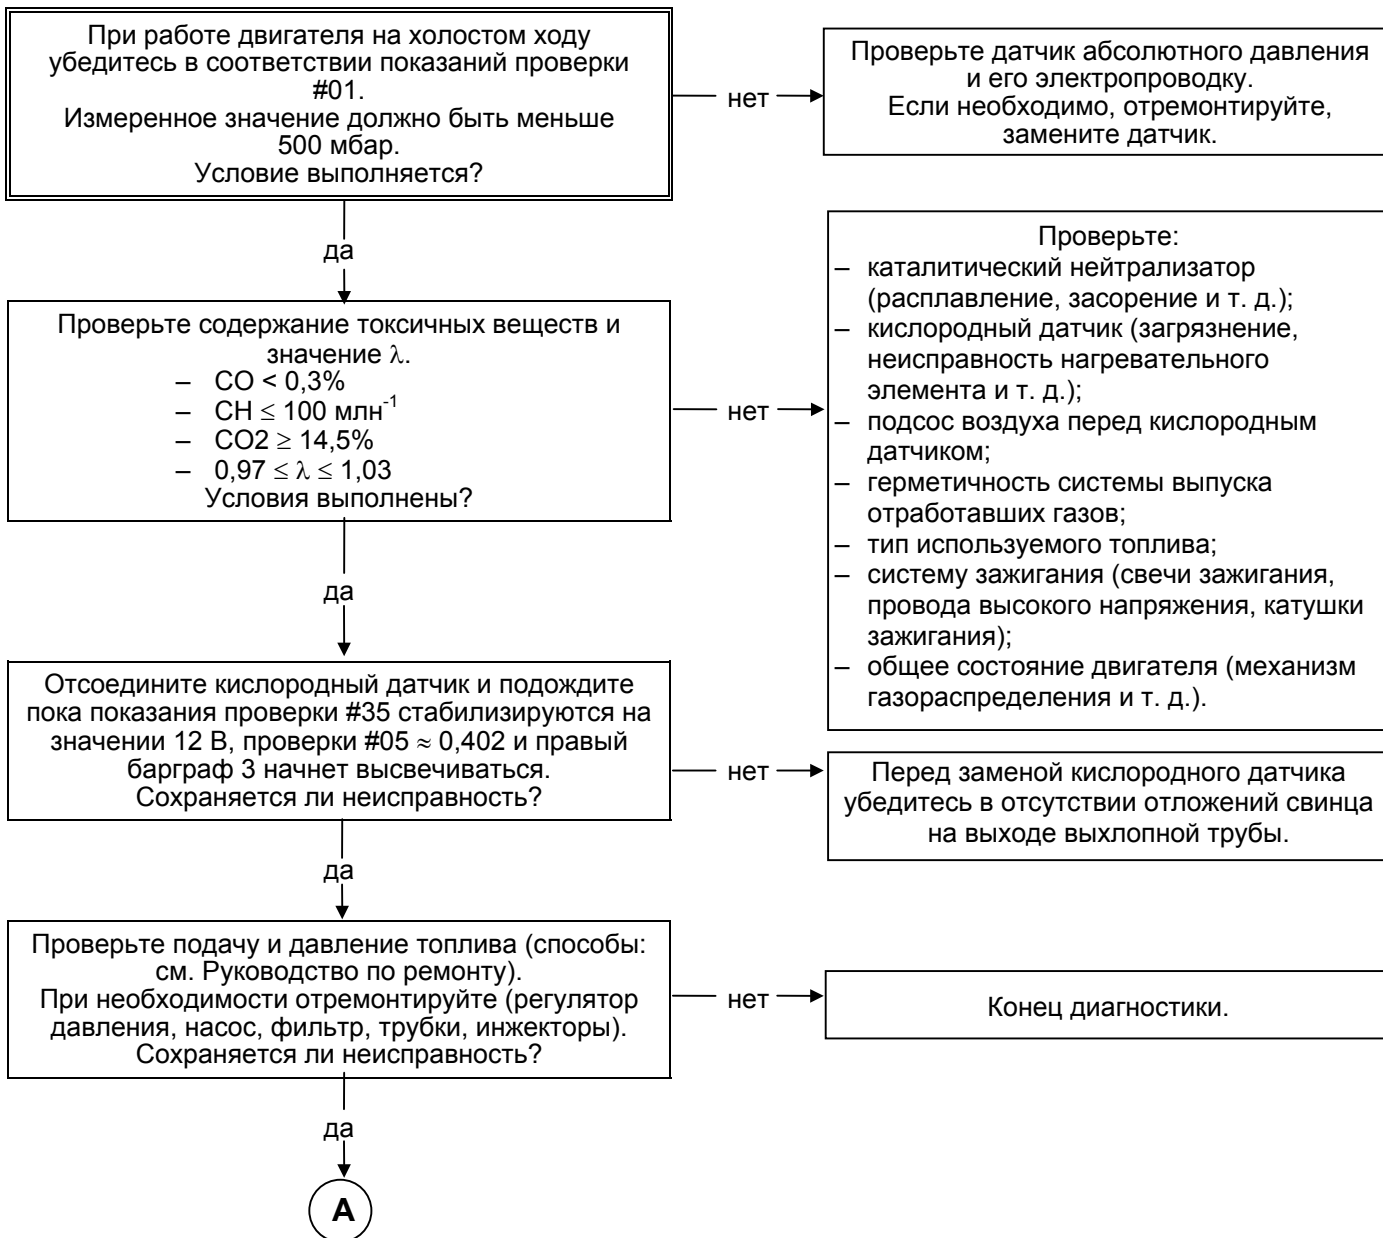 При работе двигателя на холостом ходу
убедитесь в соответствии показаний проверки
#01.
Измеренное значение должно быть меньше
500 мбар.
Условие выполняется?
нет
Проверьте датчик абсолютного давления
и его электропроводку.
Если необходимо, отремонтируйте,
замените датчик.
да
Проверьте содержание токсичных веществ и
значение λ.
– CO < 0,3%
– CH ≤ 100 млн⁻¹
– CO2 ≥ 14,5%
– 0,97 ≤ λ ≤ 1,03
Условия выполнены?
нет
Проверьте:
– каталитический нейтрализатор
(расплавление, засорение и т. д.);
– кислородный датчик (загрязнение,
неисправность нагревательного
элемента и т. д.);
– подсос воздуха перед кислородным
датчиком;
– герметичность системы выпуска
отработавших газов;
– тип используемого топлива;
– систему зажигания (свечи зажигания,
провода высокого напряжения, катушки
зажигания);
– общее состояние двигателя (механизм
газораспределения и т. д.).
да
Отсоедините кислородный датчик и подождите
пока показания проверки #35 стабилизируются на
значении 12 В, проверки #05 ≈ 0,402 и правый
барграф 3 начнет высвечиваться.
Сохраняется ли неисправность?
нет
Перед заменой кислородного датчика
убедитесь в отсутствии отложений свинца
на выходе выхлопной трубы.
да
Проверьте подачу и давление топлива (способы:
см. Руководство по ремонту).
При необходимости отремонтируйте (регулятор
давления, насос, фильтр, трубки, инжекторы).
Сохраняется ли неисправность?
нет
Конец диагностики.
да
А